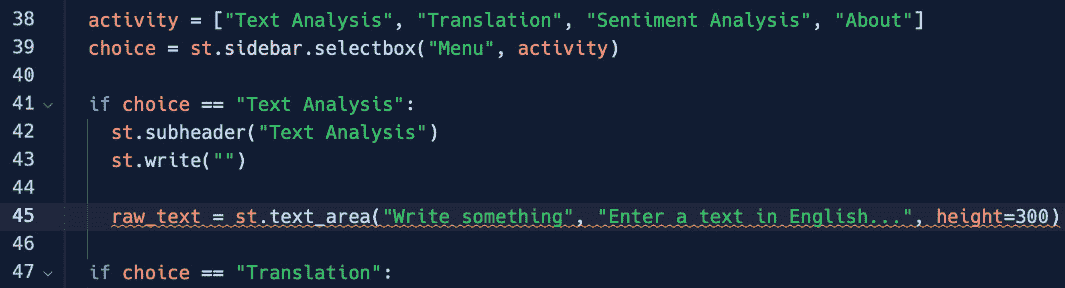 38 activity = ["Text Analysis", "Translation", "Sentiment Analysis", "About"]
39 choice = st.sidebar.selectbox("Menu", activity)
40
41 if choice == "Text Analysis":
42 st.subheader("Text Analysis")
43 st.write("")
44
45 raw_text = st.text_area("Write something", "Enter a text in English...", height=300)
46
47 if choice == "Translation":